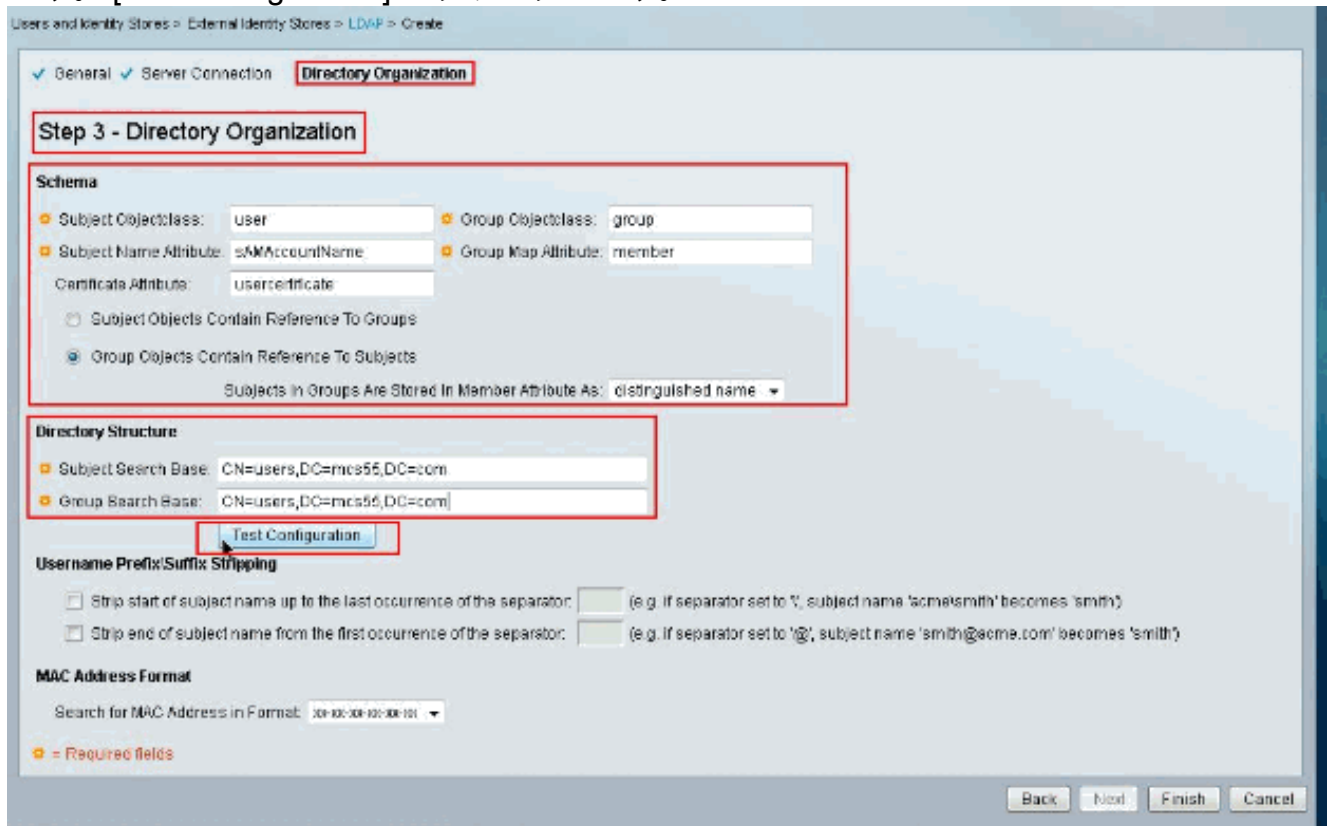 Users and Identity Stores > External Identity Stores > LDAP > Create
General Server Connection Directory Organization
Step 3 - Directory Organization
Schema
Subject Objectclass: user Group Objectclass: group
Subject Name Attribute: sAMAccountName Group Map Attribute: member
Certificate Attribute: usercertificate
Subject Objects Contain Reference To Groups
Group Objects Contain Reference To Subjects
Subjects In Groups Are Stored In Member Attribute As: distinguished name
Directory Structure
Subject Search Base: CN=users,DC=mcs55,DC=com
Group Search Base: CN=users,DC=mcs55,DC=com
Test Configuration
Username Prefix\Suffix Stripping
Strip start of subject name up to the last occurrence of the separator: (e.g. if separator set to '\', subject name 'acme\smith' becomes 'smith')
Strip end of subject name from the first occurrence of the separator: (e.g. if separator set to '@', subject name 'smith@acme.com' becomes 'smith')
MAC Address Format
Search for MAC Address in Format: xx-xx-xx-xx-xx-xx
= Required fields
Back Next Finish Cancel